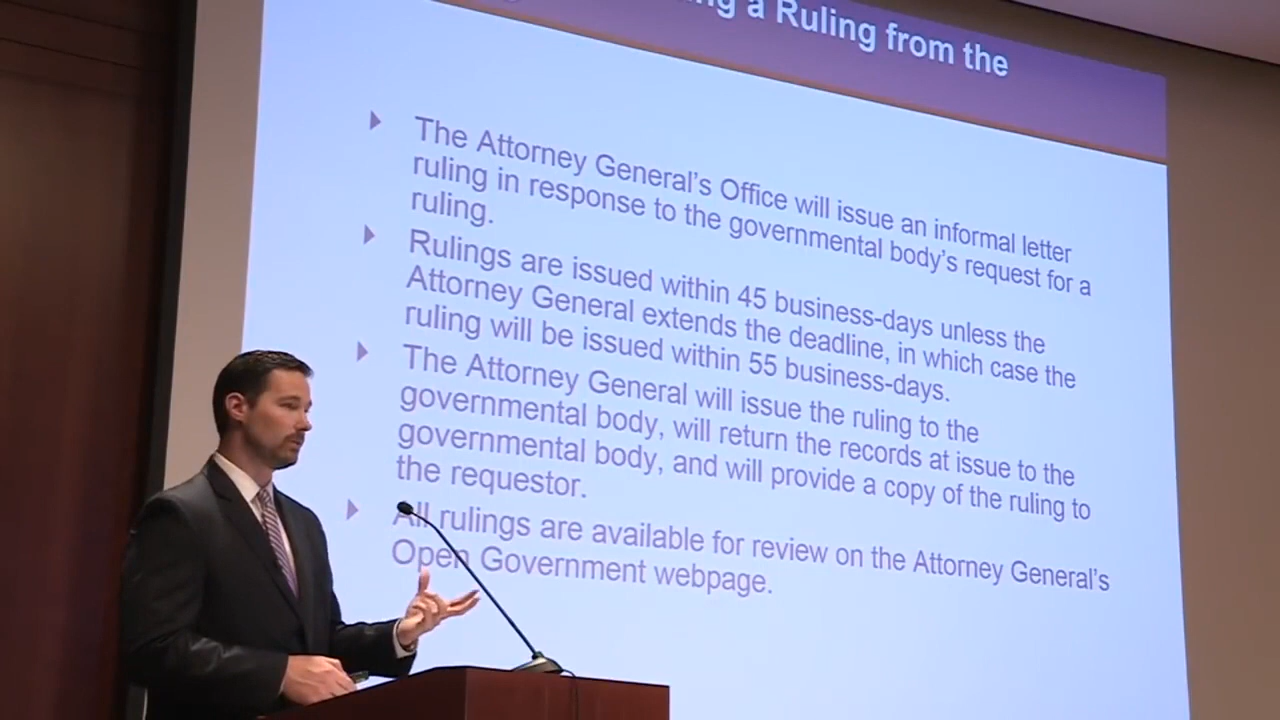 a Ruling from the
The Attorney General's Office will issue an informal letter
ruling in response to the governmental body's request for a
ruling.
Rulings are issued within 45 business-days unless the
Attorney General extends the deadline, in which case the
ruling will be issued within 55 business-days.
The Attorney General will issue the ruling to the
governmental body, will return the records at issue to the
governmental body, and will provide a copy of the ruling to
the requestor.
All rulings are available for review on the Attorney General's
Open Government webpage.